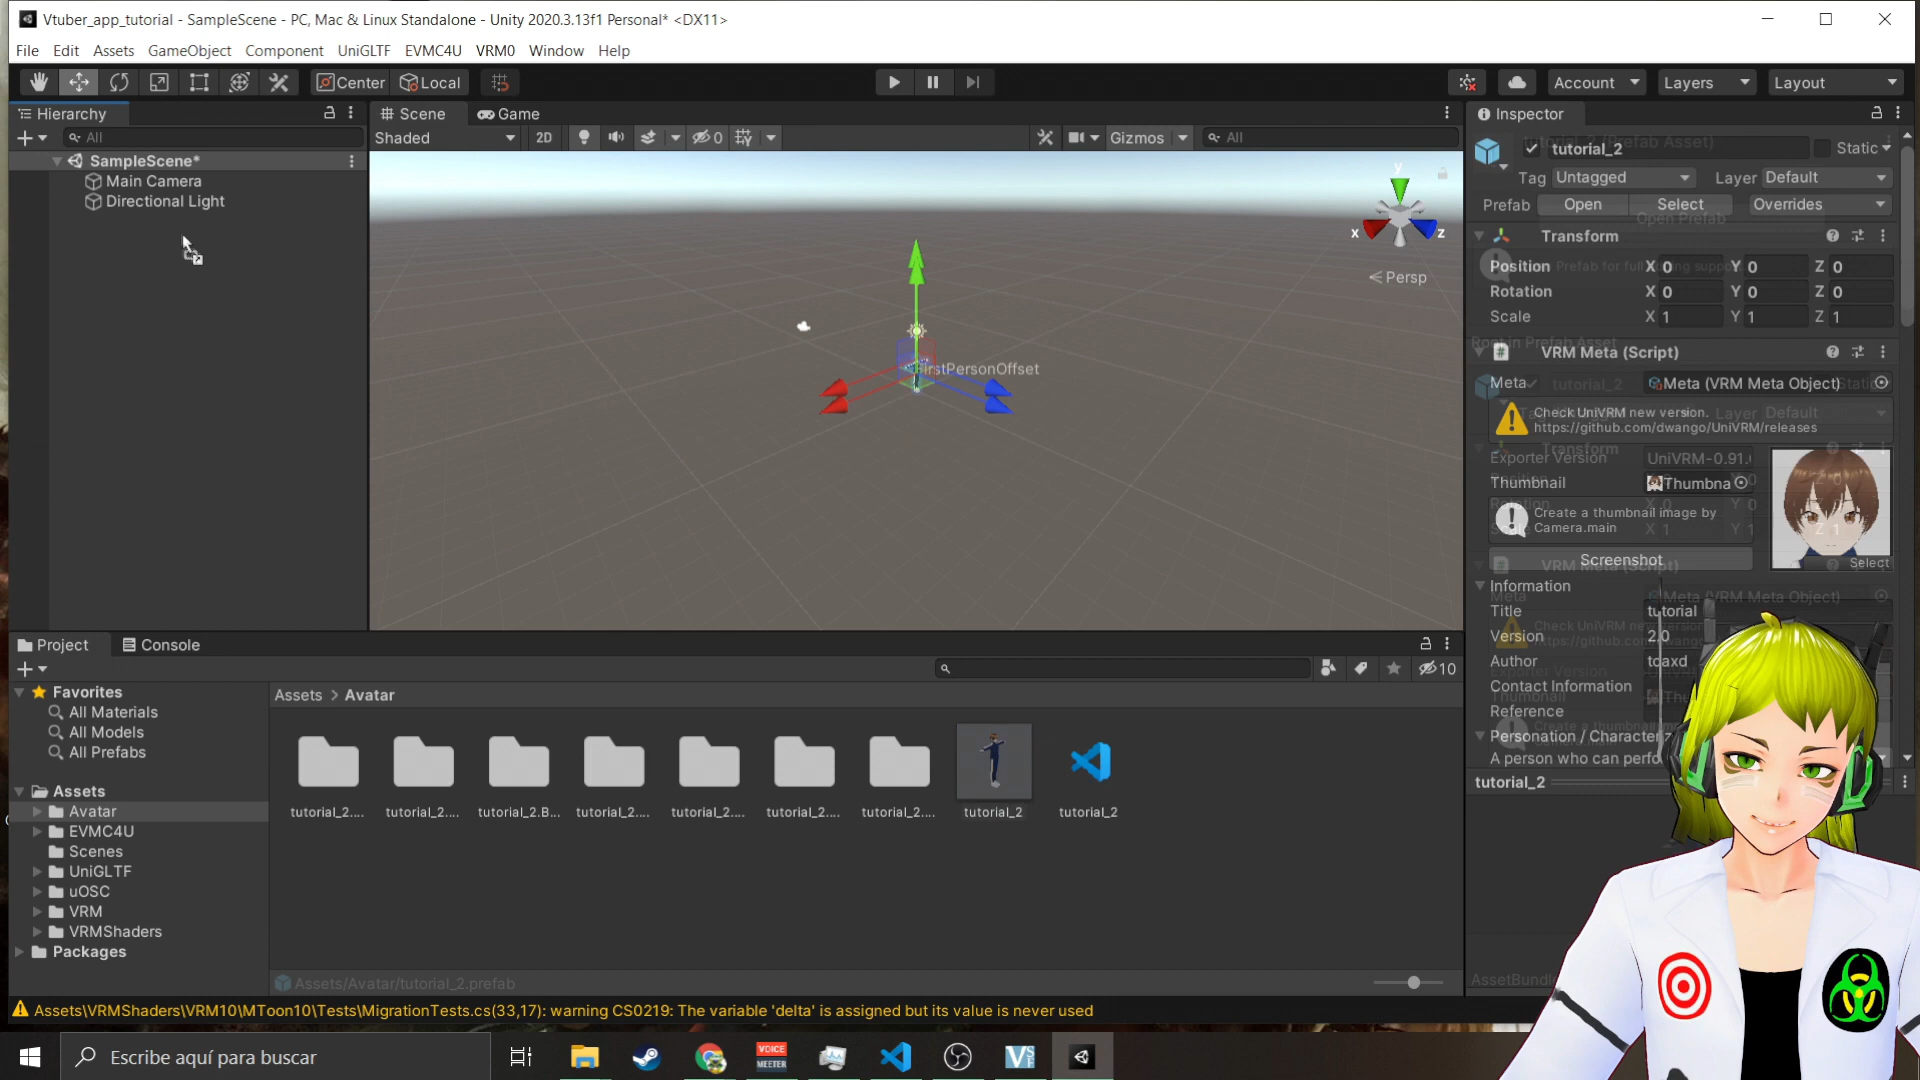 Vtuber_app_tutorial - SampleScene - PC, Mac & Linux Standalone - Unity 2020.3.13f1 Personal* <DX11>
File Edit Assets GameObject Component UniGLTF EVMC4U VRM0 Window Help
Center Local Account Layers Layout
Hierarchy
All
SampleScene*
Main Camera
Directional Light
Scene Game
Shaded 2D 0 Gizmos All
y
x z
Persp
FirstPersonOffset
Inspector
tutorial_2 Static
Tag Untagged Layer Default
Prefab Open Select Overrides
Transform
Position X 0 Y 0 Z 0
Rotation X 0 Y 0 Z 0
Scale X 1 Y 1 Z 1
VRM Meta (Script)
Meta Meta (VRM Meta Object)
Check UniVRM new version.
https://github.com/dwango/UniVRM/releases
Exporter Version UniVRM-0.91.
Thumbnail Thumbna
Create a thumbnail image by
Camera.main
Screenshot
Select
Information
Title tutorial
Version 2.0
Author toaxd
Contact Information
Reference
Personation / Characteriz
A person who can perfo
tutorial_2
AssetBundl
Project Console
10
Favorites
All Materials
All Models
All Prefabs
Assets
Avatar
EVMC4U
Scenes
UniGLTF
uOSC
VRM
VRMShaders
Packages
Assets > Avatar
tutorial_2.... tutorial_2.... tutorial_2.B... tutorial_2.... tutorial_2.... tutorial_2.... tutorial_2.... tutorial_2 tutorial_2
Assets/Avatar/tutorial_2.prefab
Assets\VRMShaders\VRM10\MToon10\Tests\MigrationTests.cs(33,17): warning CS0219: The variable 'delta' is assigned but its value is never used
Escribe aquí para buscar
VOICE
MEETER